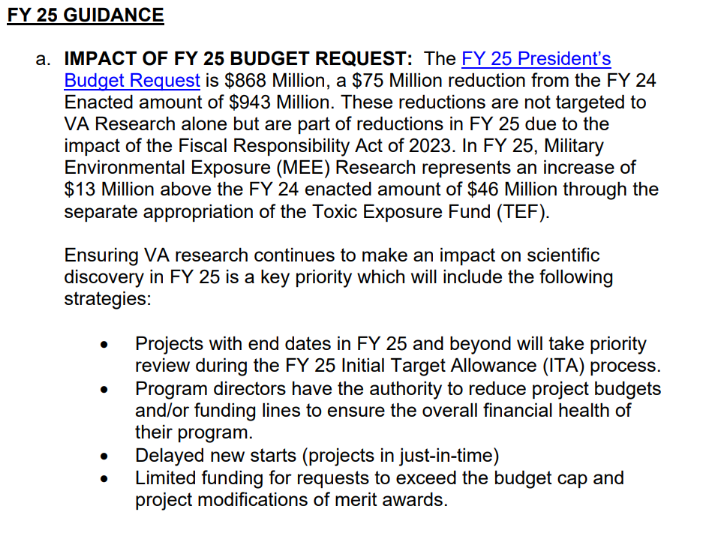 FY 25 GUIDANCE
a. IMPACT OF FY 25 BUDGET REQUEST: The FY 25 President's
Budget Request is $868 Million, a $75 Million reduction from the FY 24
Enacted amount of $943 Million. These reductions are not targeted to
VA Research alone but are part of reductions in FY 25 due to the
impact of the Fiscal Responsibility Act of 2023. In FY 25, Military
Environmental Exposure (MEE) Research represents an increase of
$13 Million above the FY 24 enacted amount of $46 Million through the
separate appropriation of the Toxic Exposure Fund (TEF).
Ensuring VA research continues to make an impact on scientific
discovery in FY 25 is a key priority which will include the following
strategies:
• Projects with end dates in FY 25 and beyond will take priority
review during the FY 25 Initial Target Allowance (ITA) process.
• Program directors have the authority to reduce project budgets
and/or funding lines to ensure the overall financial health of
their program.
• Delayed new starts (projects in just-in-time)
• Limited funding for requests to exceed the budget cap and
project modifications of merit awards.